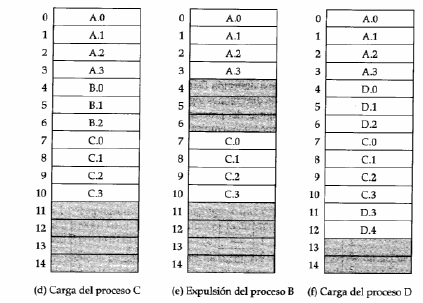 0 A.0 0 A.0 0 A.0
1 A.1 1 A.1 1 A.1
2 A.2 2 A.2 2 A.2
3 A.3 3 A.3 3 A.3
4 B.0 4 4 D.0
5 B.1 5 5 D.1
6 B.2 6 6 D.2
7 C.0 7 C.0 7 C.0
8 C.1 8 C.1 8 C.1
9 C.2 9 C.2 9 C.2
10 C.3 10 C.3 10 C.3
11 11 11 D.3
12 12 12 D.4
13 13 13
14 14 14
(d) Carga del proceso C (e) Expulsión del proceso B (f) Carga del proceso D